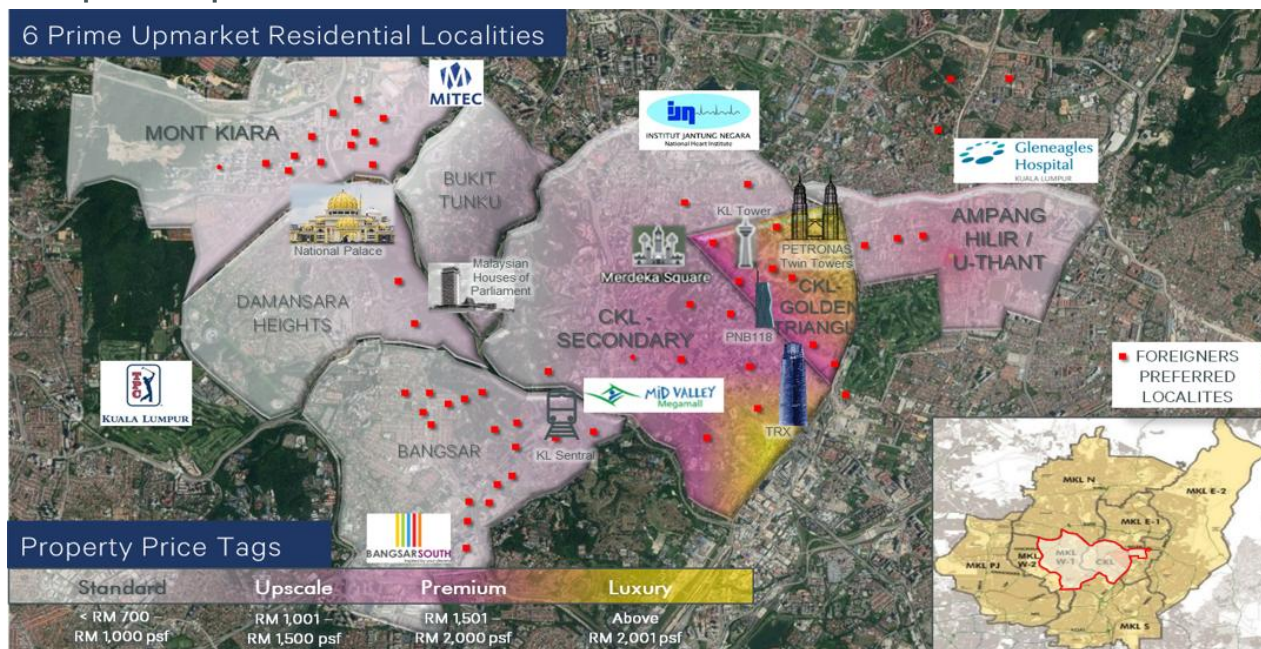 6 Prime Upmarket Residential Localities
MITEC
MONT KIARA
ijn
INSTITUT JANTUNG NEGARA
National Heart Institute
Gleneagles
Hospital
KUALA LUMPUR
BUKIT
TUNKU
KL Tower
AMPANG
HILIR /
U-THANT
National Palace
PETRONAS
Twin Towers
Merdeka Square
Malaysian
Houses of
Parliament
DAMANSARA
HEIGHTS
CKL -
SECONDARY
CKL-
GOLDEN
TRIANGLE
PNB118
FOREIGNERS
PREFERRED
LOCALITES
KUALA LUMPUR
MID VALLEY
Megamall
TRX
BANGSAR
KL Sentral
BANGSAR SOUTH
MKL N
MKL E-2
MKL E-1
MKL PJ
MKL
W-2
MKL
W-1
CKL
MKL S
Property Price Tags
Standard
Upscale
Premium
Luxury
< RM 700 –
RM 1,000 psf
RM 1,001 –
RM 1,500 psf
RM 1,501 –
RM 2,000 psf
Above
RM 2,001 psf